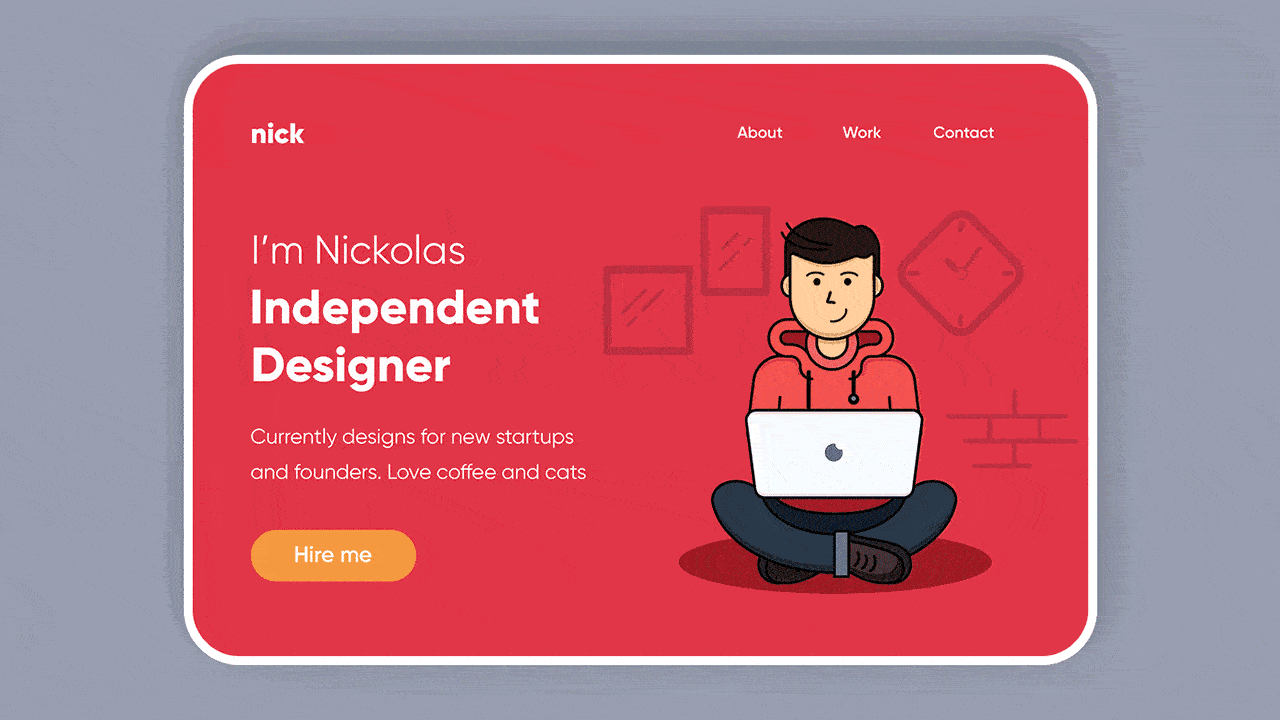 nick
About
Work
Contact
I’m Nickolas
Independent
Designer
Currently designs for new startups
and founders. Love coffee and cats
Hire me